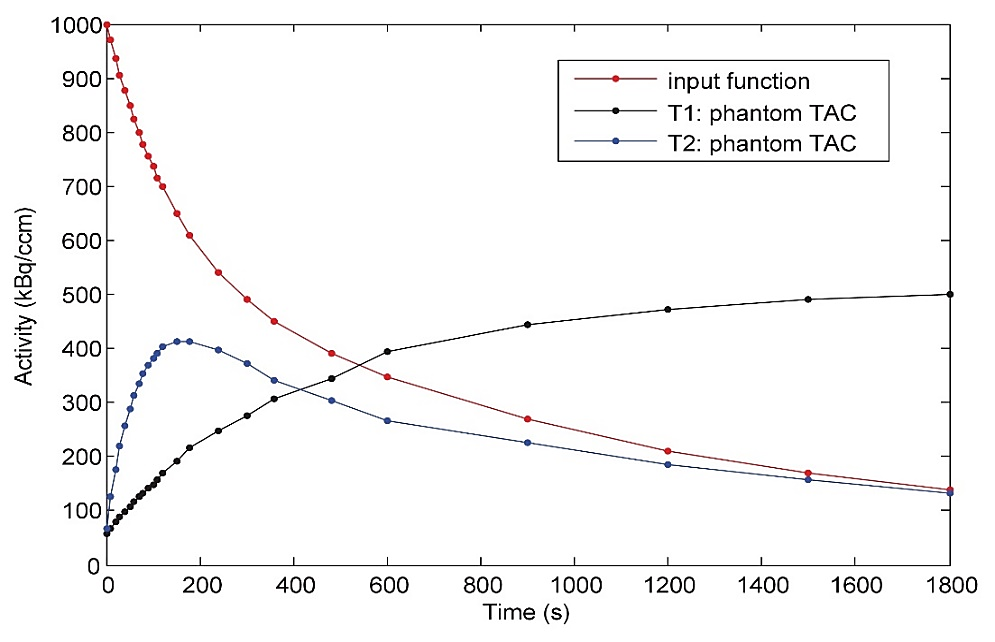 1000
900
800
700
600
500
400
300
200
100
0
Activity (kBq/ccm)
input function
T1: phantom TAC
T2: phantom TAC
0 200 400 600 800 1000 1200 1400 1600 1800
Time (s)